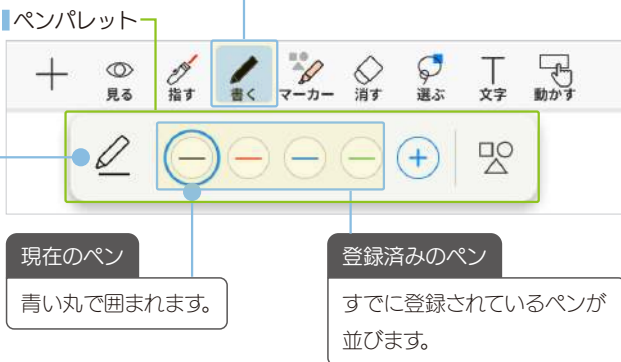 ペンパレット
見る 指す 書く マーカー 消す 選ぶ 文字 動かす
現在のペン
青い丸で囲まれます。
登録済みのペン
すでに登録されているペンが
並びます。